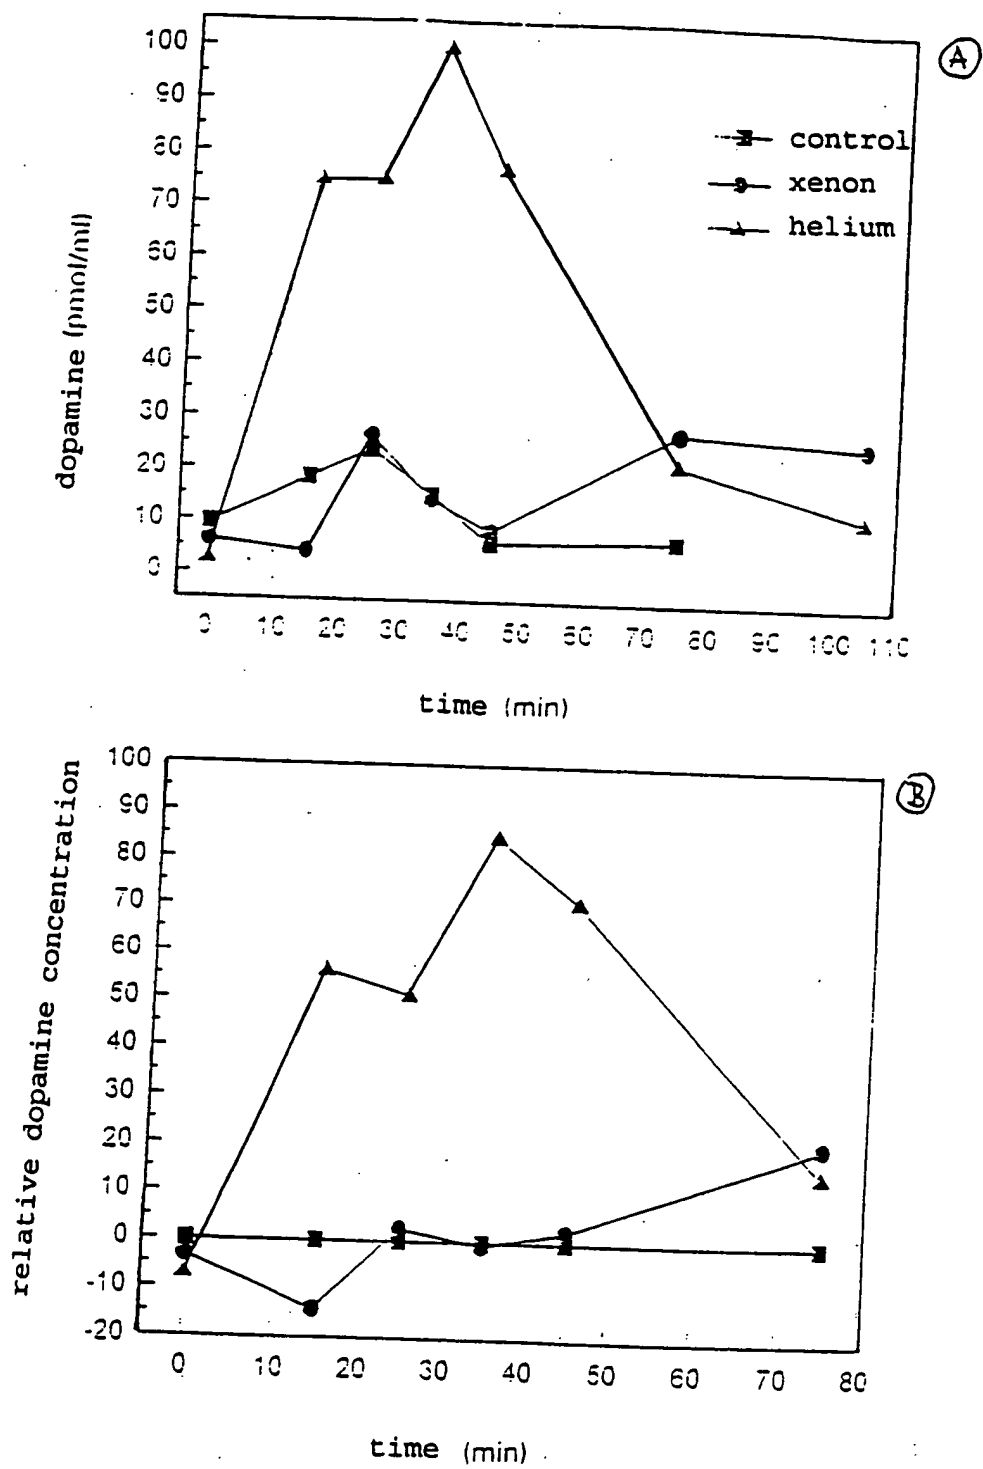 A
100
90
80
70
60
50
40
30
20
10
0
dopamine (pmol/ml)
control
xenon
helium
0 10 20 30 40 50 60 70 80 90 100 110
time (min)
B
100
90
80
70
60
50
40
30
20
10
0
-10
-20
relative dopamine concentration
0 10 20 30 40 50 60 70 80
time (min)